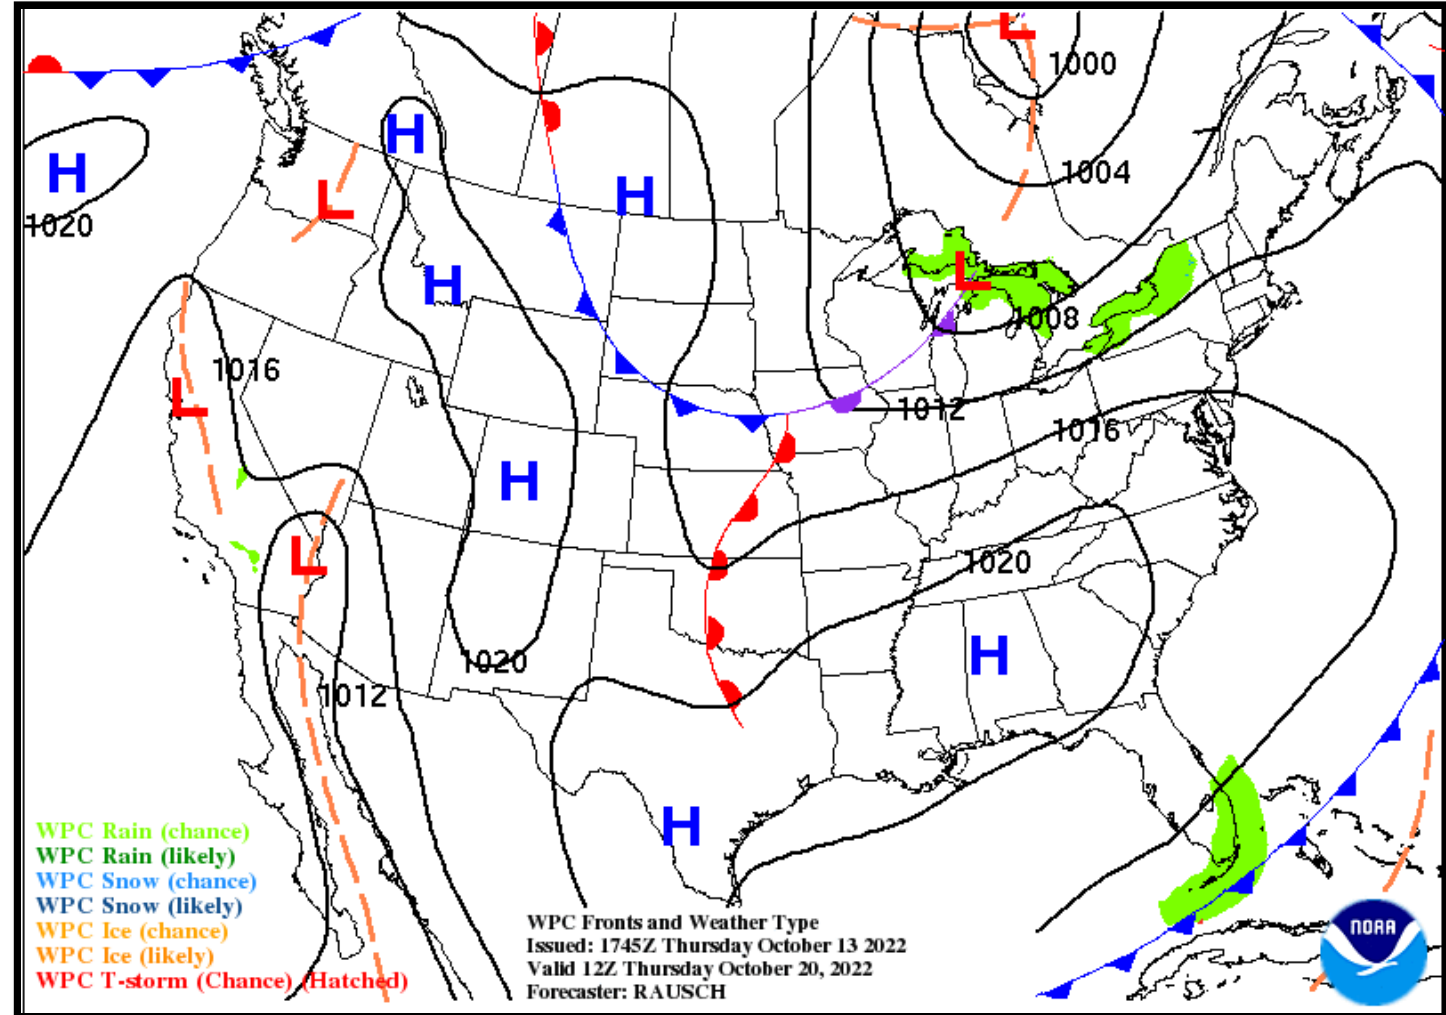 L
1000
H
H
1004
H
L
1020
L
H
1008
1016
L
1012
1016
H
L
1020
H
1020
1012
H
WPC Rain (chance)
WPC Rain (likely)
WPC Snow (chance)
WPC Snow (likely)
WPC Ice (chance)
WPC Ice (likely)
WPC T-storm (Chance) (Hatched)
WPC Fronts and Weather Type
Issued: 1745Z Thursday October 13 2022
Valid 12Z Thursday October 20, 2022
Forecaster: RAUSCH
NOAA